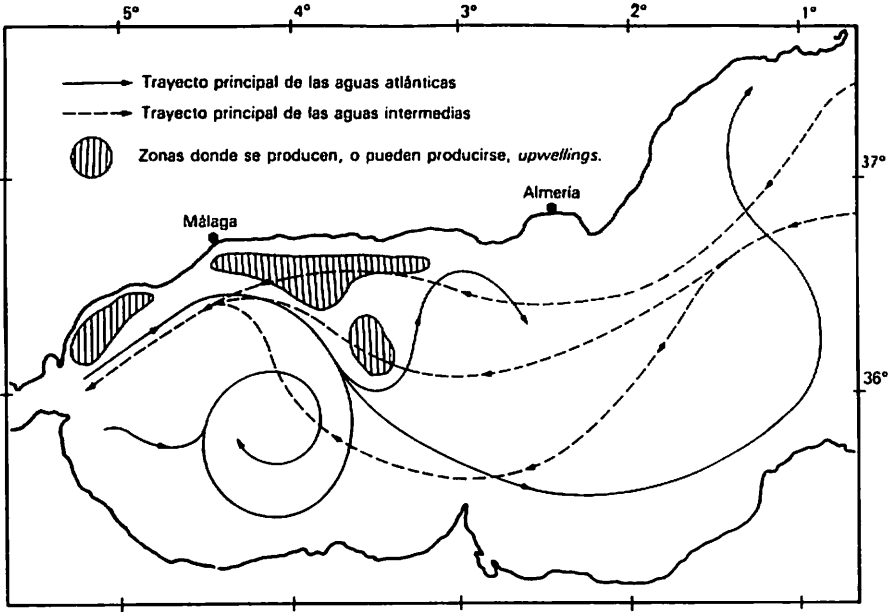 5° 4° 3° 2° 1°
Trayecto principal de las aguas atlánticas
Trayecto principal de las aguas intermedias
Zonas donde se producen, o pueden producirse, upwellings.
37°
Almería
Málaga
36°